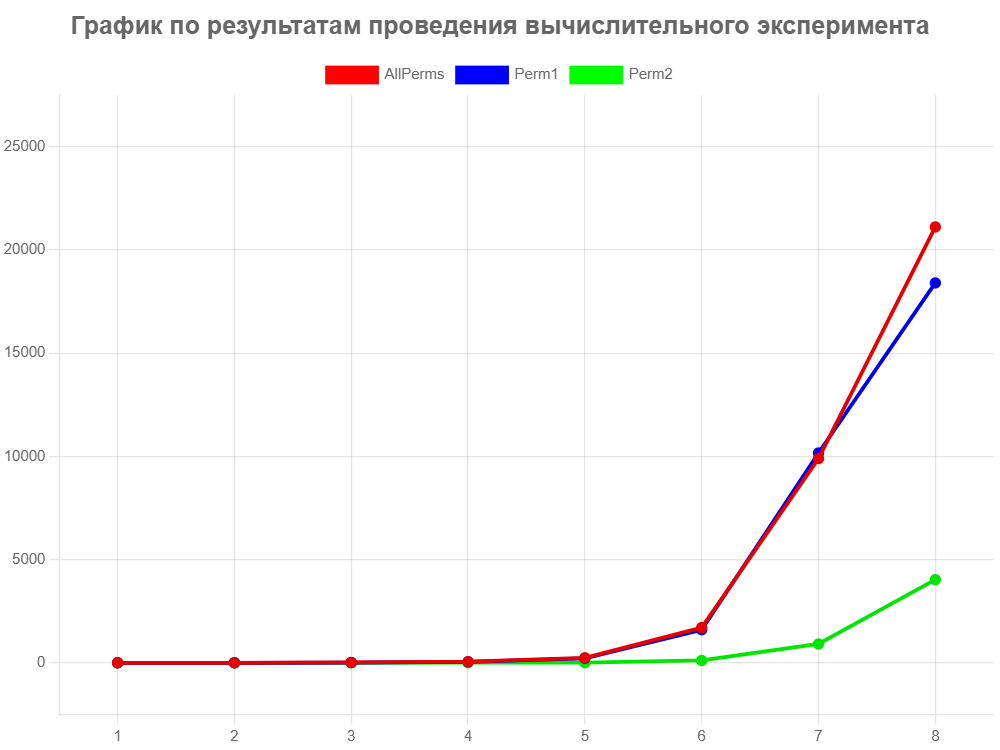 График по результатам проведения вычислительного эксперимента
AllPerms Perm1 Perm2
25000
20000
15000
10000
5000
0
1 2 3 4 5 6 7 8